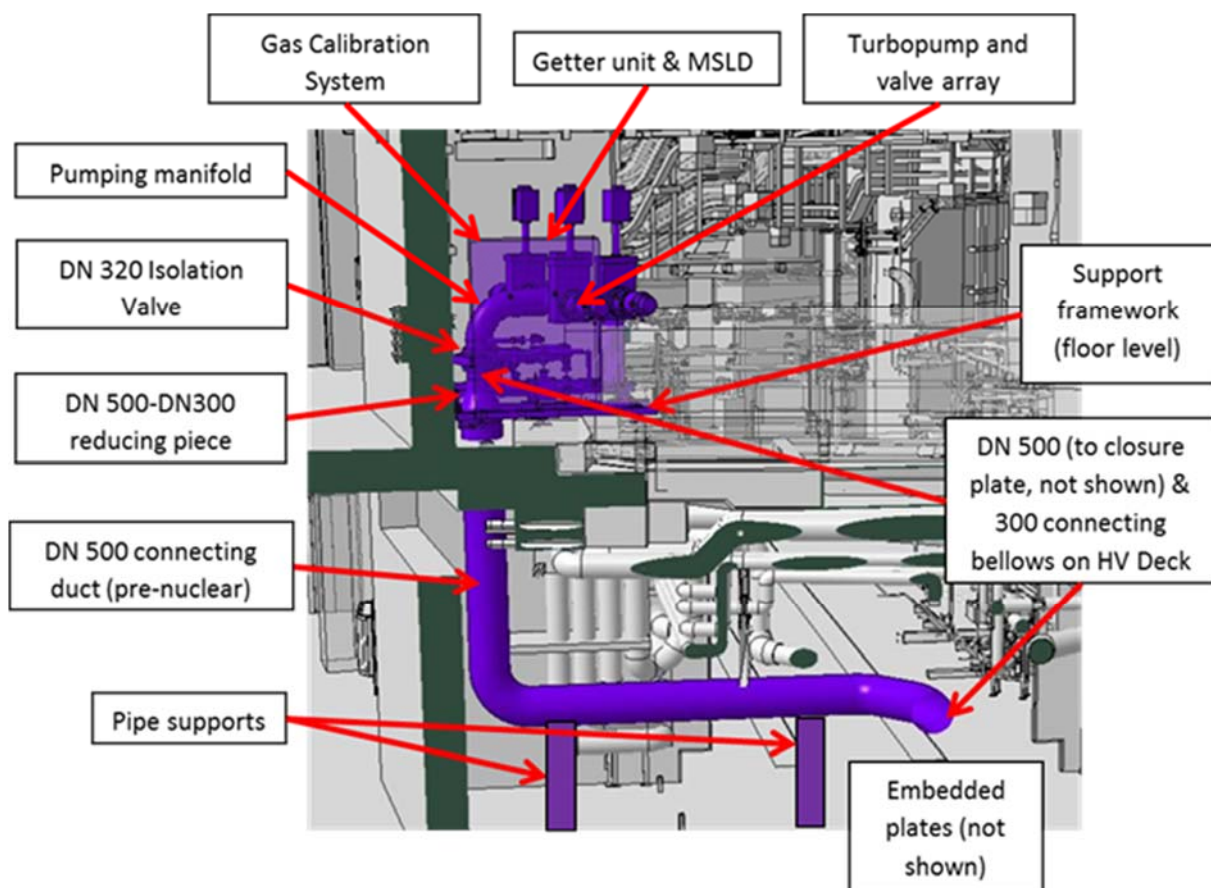 Gas Calibration
System
Getter unit & MSLD
Turbopump and
valve array
Pumping manifold
DN 320 Isolation
Valve
Support
framework
(floor level)
DN 500-DN300
reducing piece
DN 500 (to closure
plate, not shown) &
300 connecting
bellows on HV Deck
DN 500 connecting
duct (pre-nuclear)
Pipe supports
Embedded
plates (not
shown)